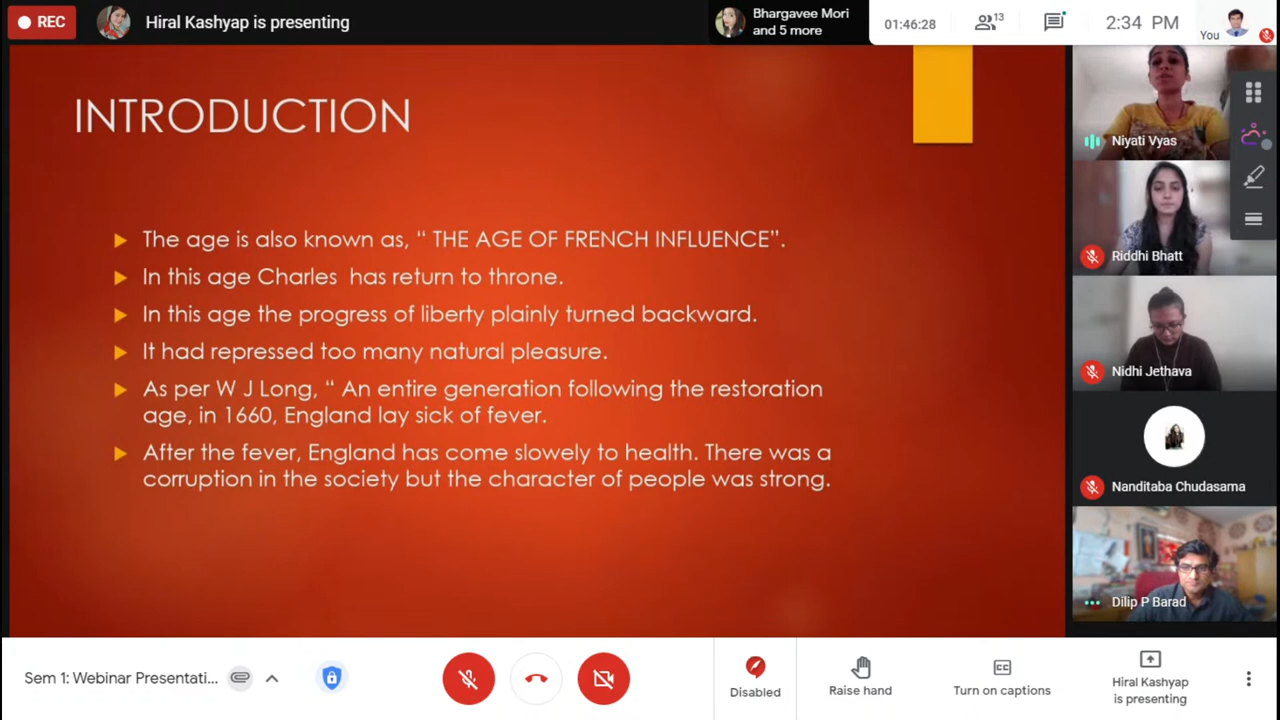 REC
Hiral Kashyap is presenting
Bhargavee Mori
and 5 more
01:46:28
13
2:34 PM
You
INTRODUCTION
The age is also known as, “ THE AGE OF FRENCH INFLUENCE”.
In this age Charles has return to throne.
In this age the progress of liberty plainly turned backward.
It had repressed too many natural pleasure.
As per W J Long, “ An entire generation following the restoration
age, in 1660, England lay sick of fever.
After the fever, England has come slowely to health. There was a
corruption in the society but the character of people was strong.
Niyati Vyas
Riddhi Bhatt
Nidhi Jethava
Nanditaba Chudasama
Dilip P Barad
Sem 1: Webinar Presentati...
Disabled
Raise hand
CC
Turn on captions
Hiral Kashyap
is presenting